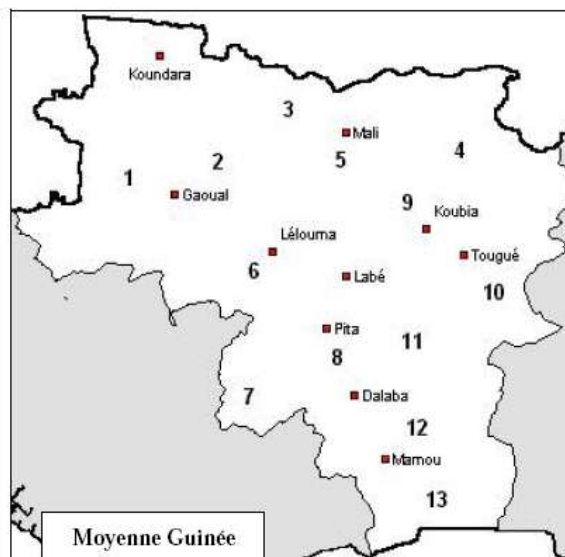 Koundara
3
Mali
5
4
2
1
Gaoual
9
Koubia
Lélouma
6
Tougué
Labé
10
Pita
11
8
7
Dalaba
12
Mamou
13
Moyenne Guinée